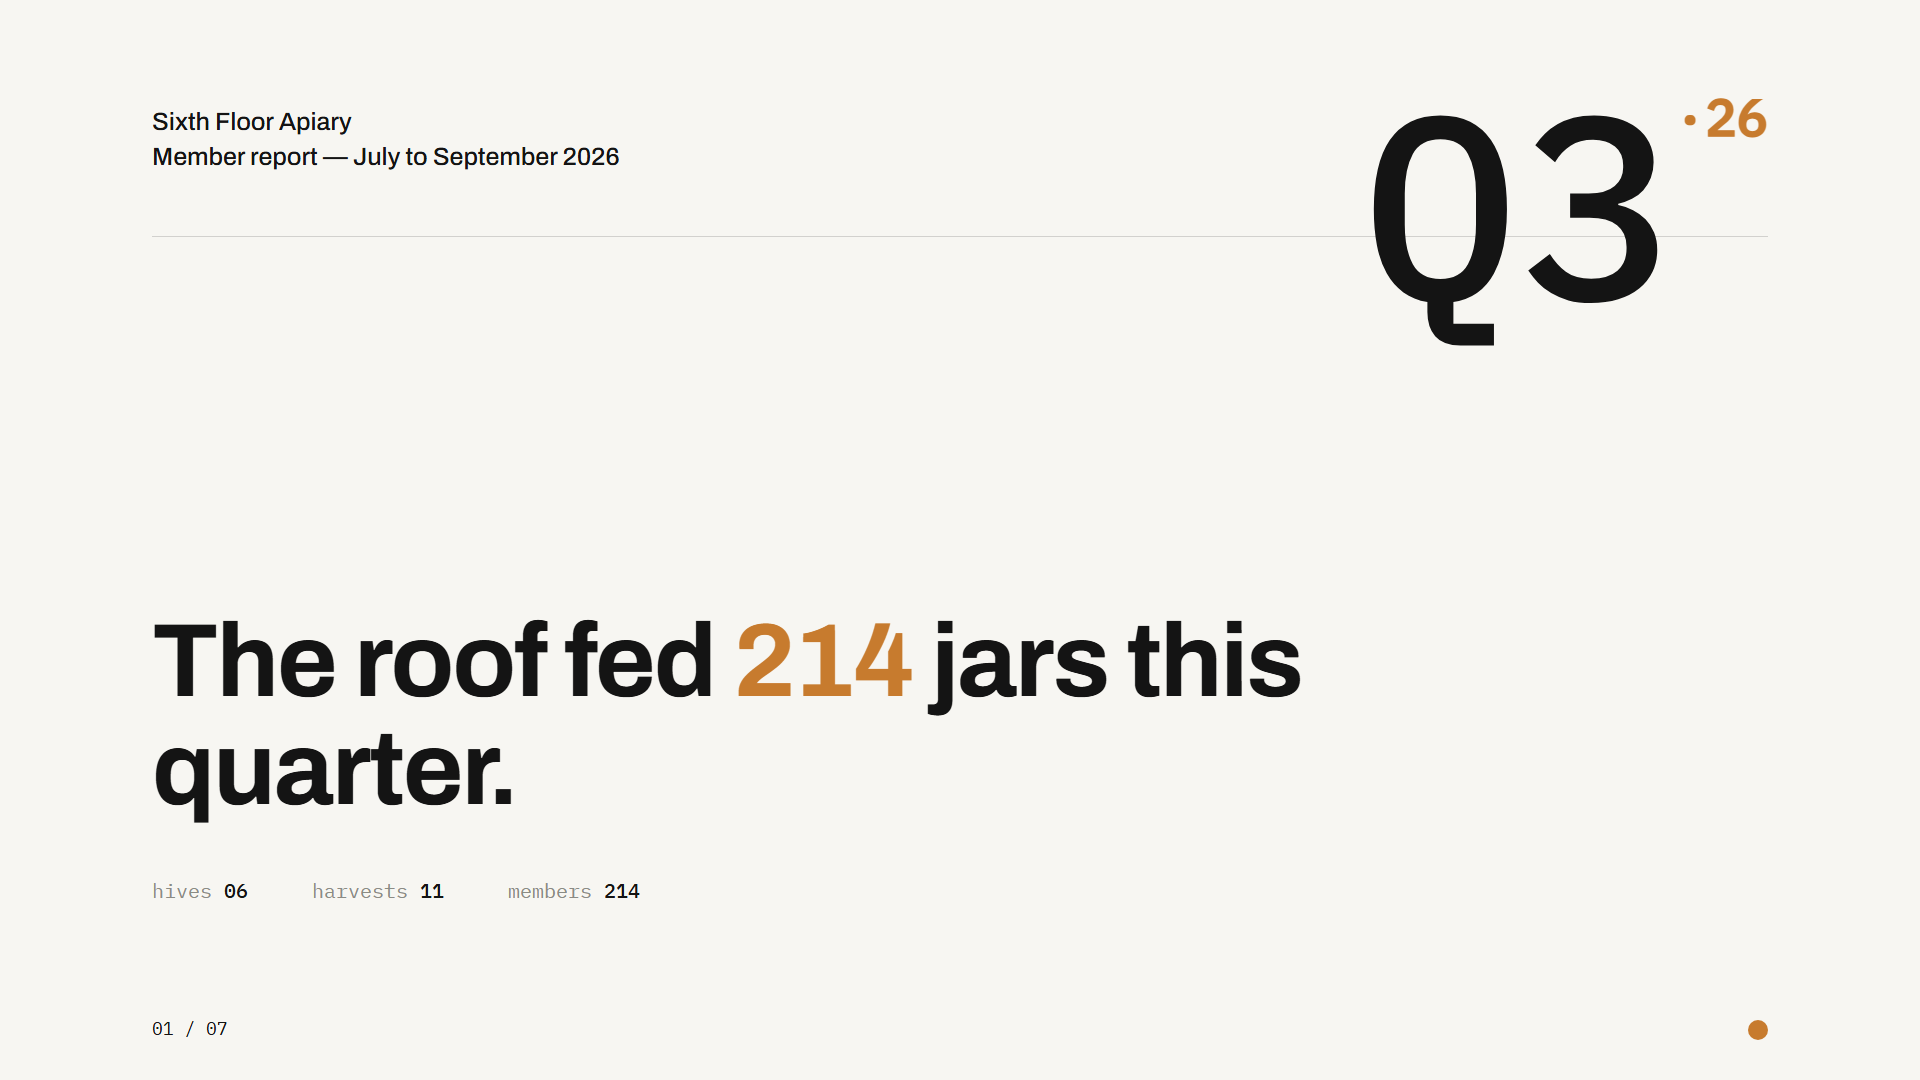 Sixth Floor Apiary
Member report — July to September 2026
Q3 ·26
The roof fed 214 jars this
quarter.
hives 06 harvests 11 members 214
01 / 07